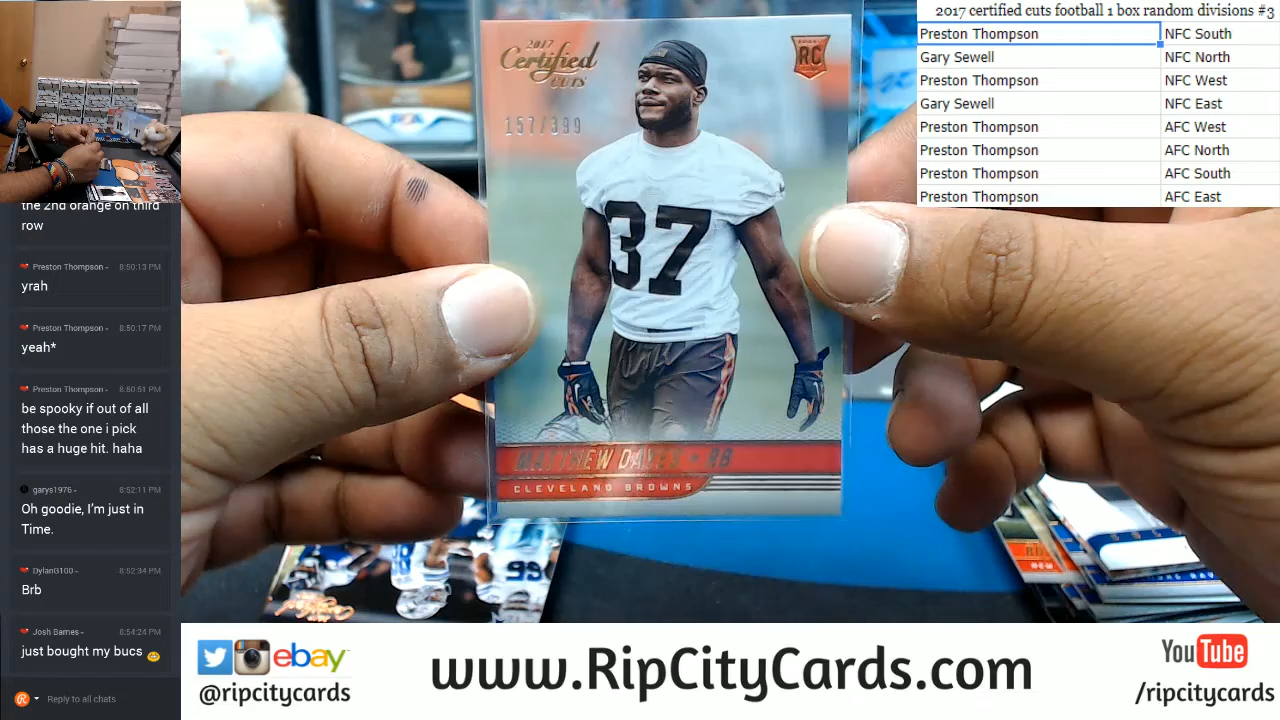 2017 certified cuts football 1 box random divisions #3
Preston Thompson NFC South
Gary Sewell NFC North
Preston Thompson NFC West
Gary Sewell NFC East
Preston Thompson AFC West
Preston Thompson AFC North
Preston Thompson AFC South
Preston Thompson AFC East
the 2nd orange on third
row
Preston Thompson 8:50:13 PM
yrah
Preston Thompson 8:50:17 PM
yeah*
Preston Thompson 8:50:51 PM
be spooky if out of all
those the one i pick
has a huge hit. haha
garys1976 8:52:11 PM
Oh goodie, I'm just in
Time.
DylanG100 8:52:34 PM
Brb
Josh Barnes 8:54:24 PM
just bought my bucs
Reply to all chats
2017
Certified
CUTS
RC
157/399
37
MATTHEW DAYES • RB
CLEVELAND BROWNS
99
ebay
@ripcitycards
www.RipCityCards.com
YouTube
/ripcitycards